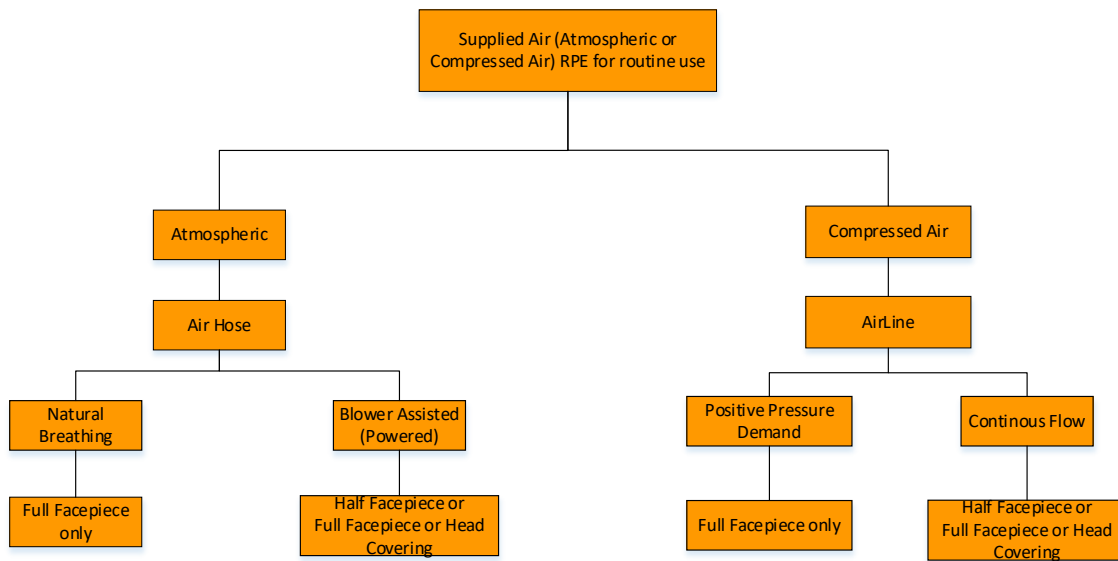 Supplied Air (Atmospheric or
Compressed Air) RPE for routine use
Atmospheric
Compressed Air
Air Hose
AirLine
Natural
Breathing
Blower Assisted
(Powered)
Positive Pressure
Demand
Continous Flow
Full Facepiece
only
Half Facepiece or
Full Facepiece or Head
Covering
Full Facepiece only
Half Facepiece or
Full Facepiece or Head
Covering